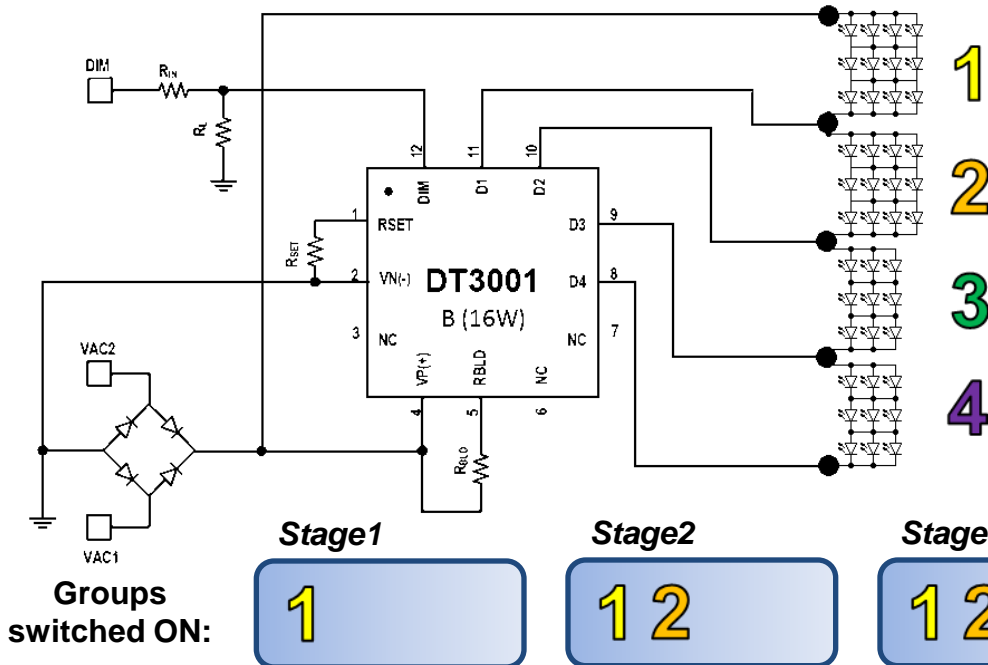 DIM
RIN
RL
12
11
10
DIM
D1
D2
1
RSET
RSET
2
VN(-)
3
NC
DT3001
B (16W)
D3
9
D4
8
NC
7
VP(+)
RBLD
NC
4
5
6
RBLD
VAC2
VAC1
1
2
3
4
Stage1
Stage2
Stage
Groups
switched ON:
1
1 2
1 2